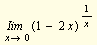 lim (1 − 2 x)^(1/x)
x → 0